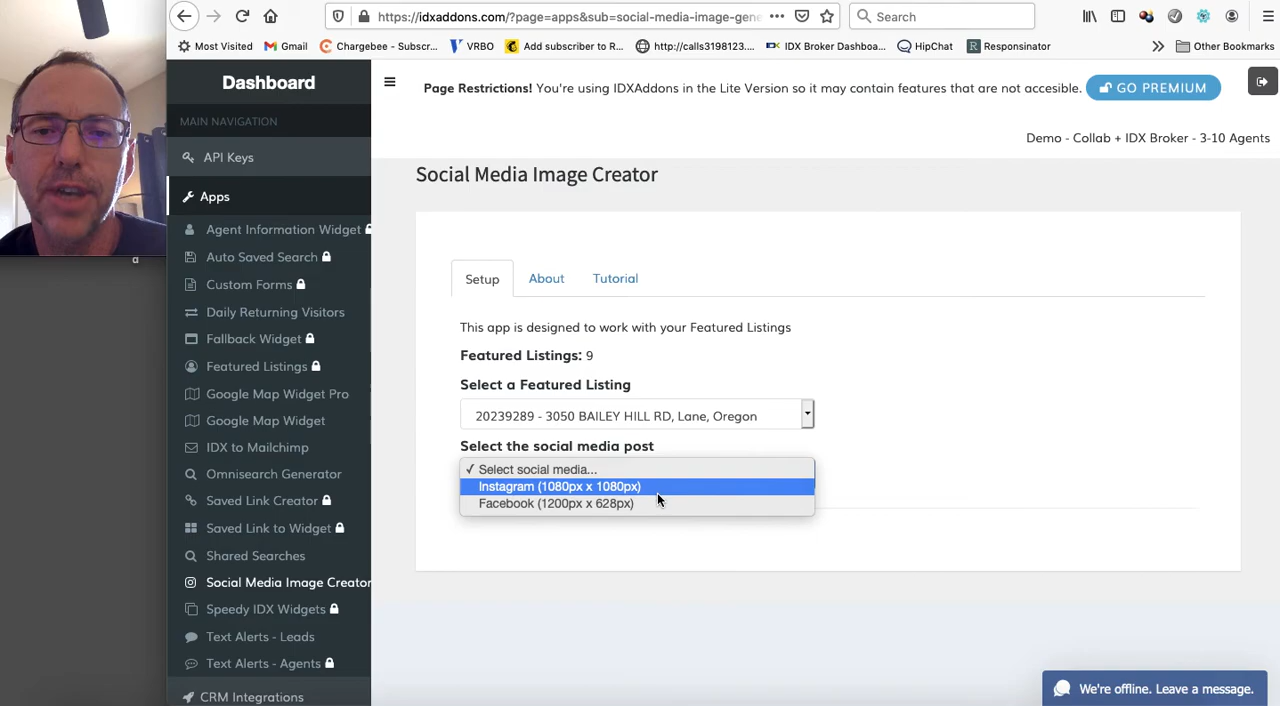 https://idxaddons.com/?page=apps&sub=social-media-image-gene
Search
Most Visited
Gmail
Chargebee - Subscr...
VRBO
Add subscriber to R...
http://calls3198123....
IDX Broker Dashboa...
HipChat
Responsinator
Other Bookmarks
Dashboard
MAIN NAVIGATION
API Keys
Apps
Agent Information Widget
Auto Saved Search
Custom Forms
Daily Returning Visitors
Fallback Widget
Featured Listings
Google Map Widget Pro
Google Map Widget
IDX to Mailchimp
Omnisearch Generator
Saved Link Creator
Saved Link to Widget
Shared Searches
Social Media Image Creator
Speedy IDX Widgets
Text Alerts - Leads
Text Alerts - Agents
CRM Integrations
Page Restrictions! You're using IDXAddons in the Lite Version so it may contain features that are not accesible.
GO PREMIUM
Demo - Collab + IDX Broker - 3-10 Agents
Social Media Image Creator
Setup
About
Tutorial
This app is designed to work with your Featured Listings
Featured Listings: 9
Select a Featured Listing
20239289 - 3050 BAILEY HILL RD, Lane, Oregon
Select the social media post
✓ Select social media...
Instagram (1080px x 1080px)
Facebook (1200px x 628px)
We're offline. Leave a message.
a